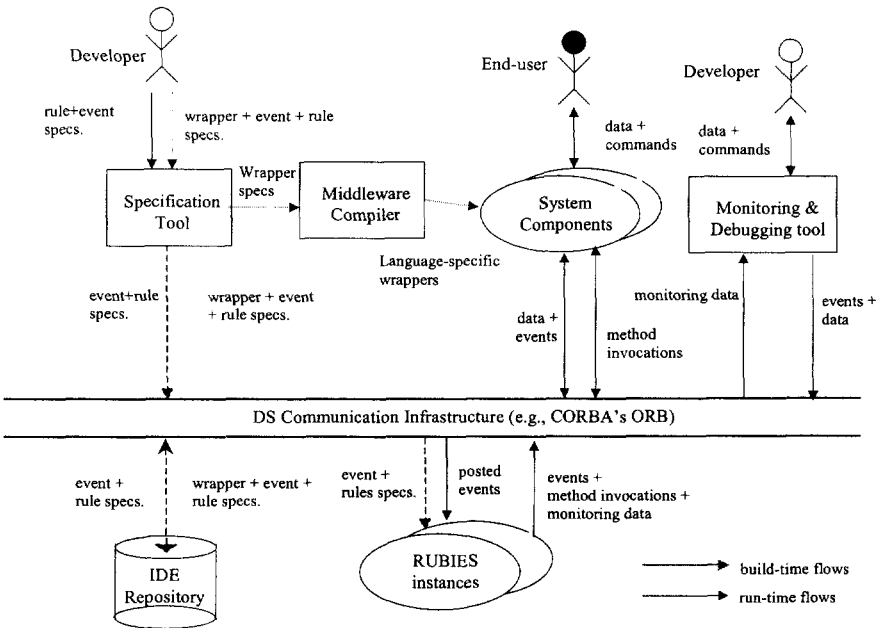 Developer
End-user
Developer
rule+event
specs.
wrapper + event + rule
specs.
data +
commands
data +
commands
Specification
Tool
Wrapper
specs
Middleware
Compiler
System
Components
Monitoring &
Debugging tool
Language-specific
wrappers
event+rule
specs.
wrapper + event
+ rule specs.
data +
events
method
invocations
monitoring data
events +
data
DS Communication Infrastructure (e.g., CORBA's ORB)
event +
rule specs.
wrapper + event +
rule specs.
event +
rules specs.
posted
events
events +
method invocations +
monitoring data
IDE
Repository
RUBIES
instances
build-time flows
run-time flows